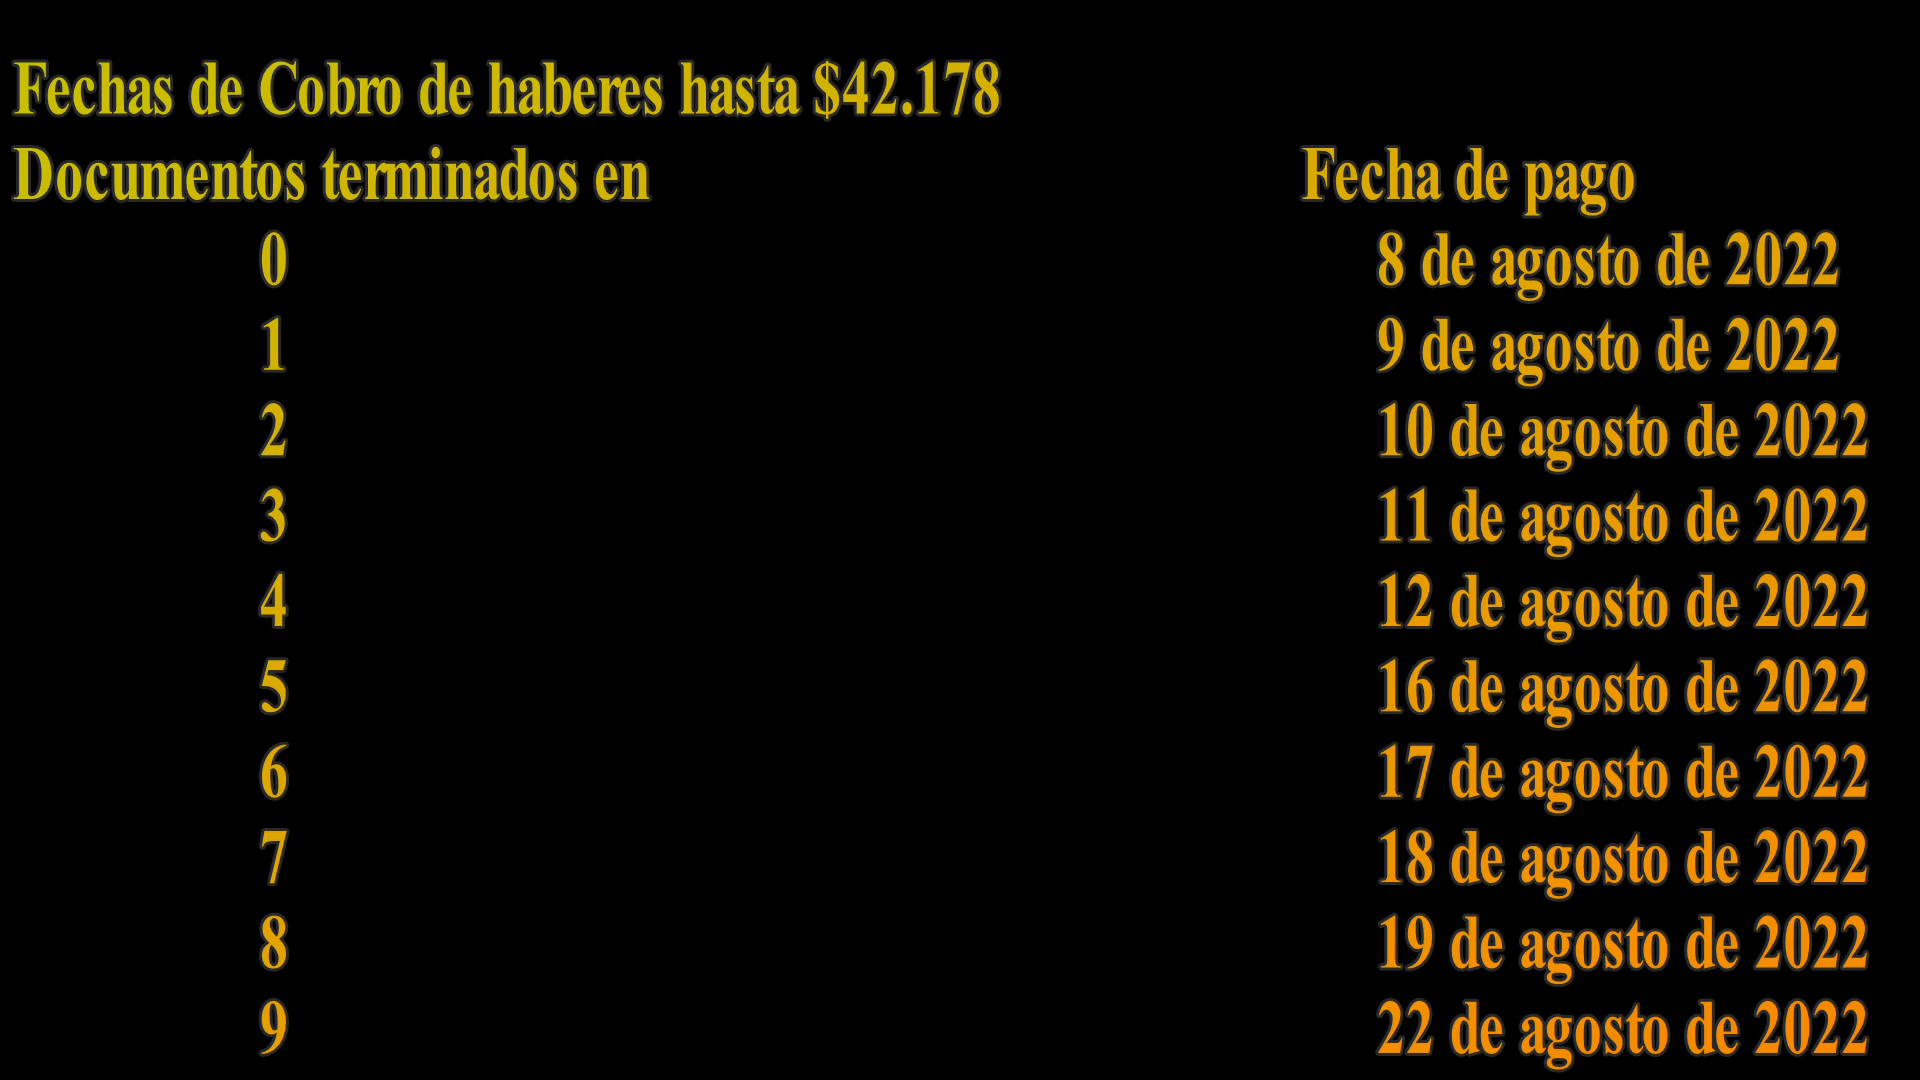 Fechas de Cobro de haberes hasta $42.178
Documentos terminados en Fecha de pago
0 8 de agosto de 2022
1 9 de agosto de 2022
2 10 de agosto de 2022
3 11 de agosto de 2022
4 12 de agosto de 2022
5 16 de agosto de 2022
6 17 de agosto de 2022
7 18 de agosto de 2022
8 19 de agosto de 2022
9 22 de agosto de 2022